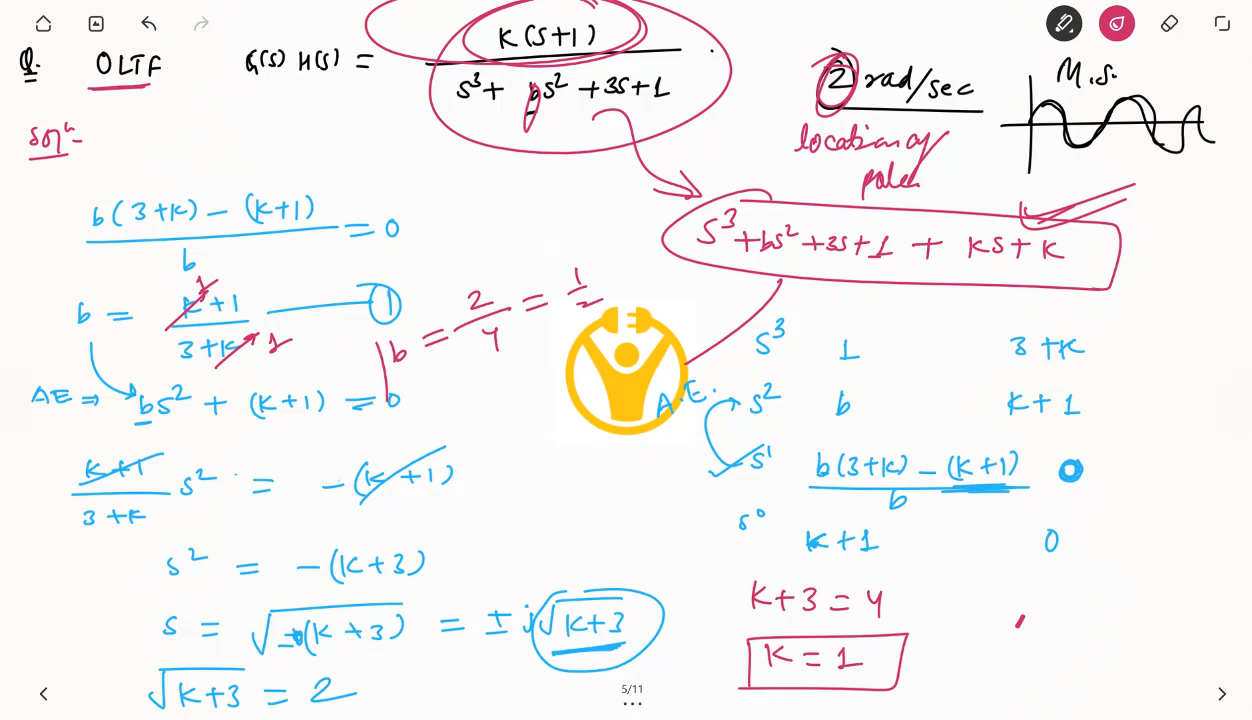 Q. OLTF G(s) H(s) = K(S+1) / S³ + bS² + 3S + 1
2 rad/sec
M.S.
Solⁿ-
location of
poles
b(3+K) - (K+1) / b = 0
S³ + bS² + 3S + 1 + KS + K
b = K+1 / 3+K ——— 1
1
1
b = 2/4 = 1/2
S³ 1 3+K
AE ⇒ bS² + (K+1) = 0
A.E. S² b K+1
K+1 / 3+K S² = -(K+1)
S¹ b(3+K) - (K+1) / b 0
S⁰ K+1 0
S² = -(K+3)
K+3 = 4
S = √-(K+3) = ± j√K+3
K = 1
√K+3 = 2
5/11